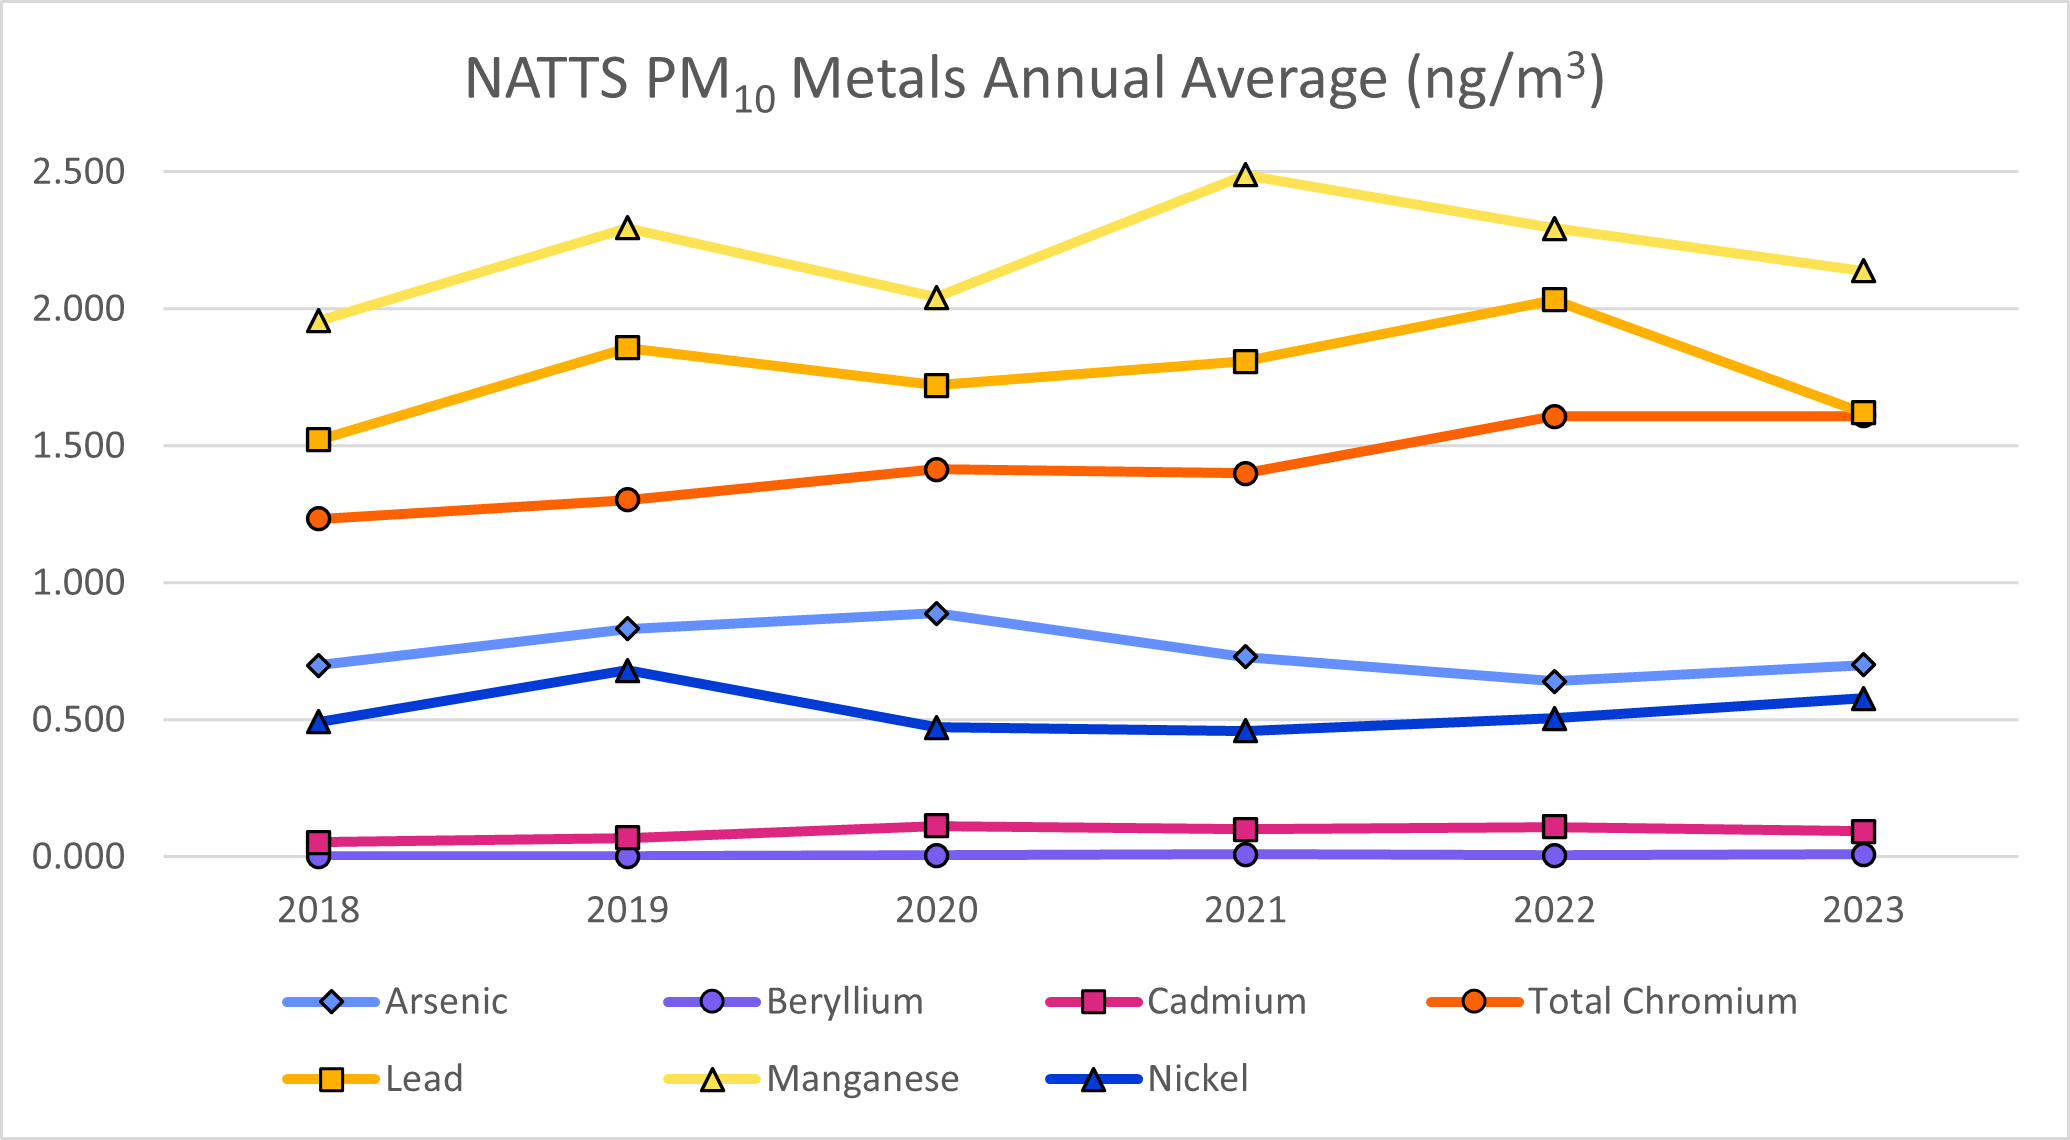 NATTS PM₁₀ Metals Annual Average (ng/m³)
2.500
2.000
1.500
1.000
0.500
0.000
2018 2019 2020 2021 2022 2023
Arsenic Beryllium Cadmium Total Chromium
Lead Manganese Nickel